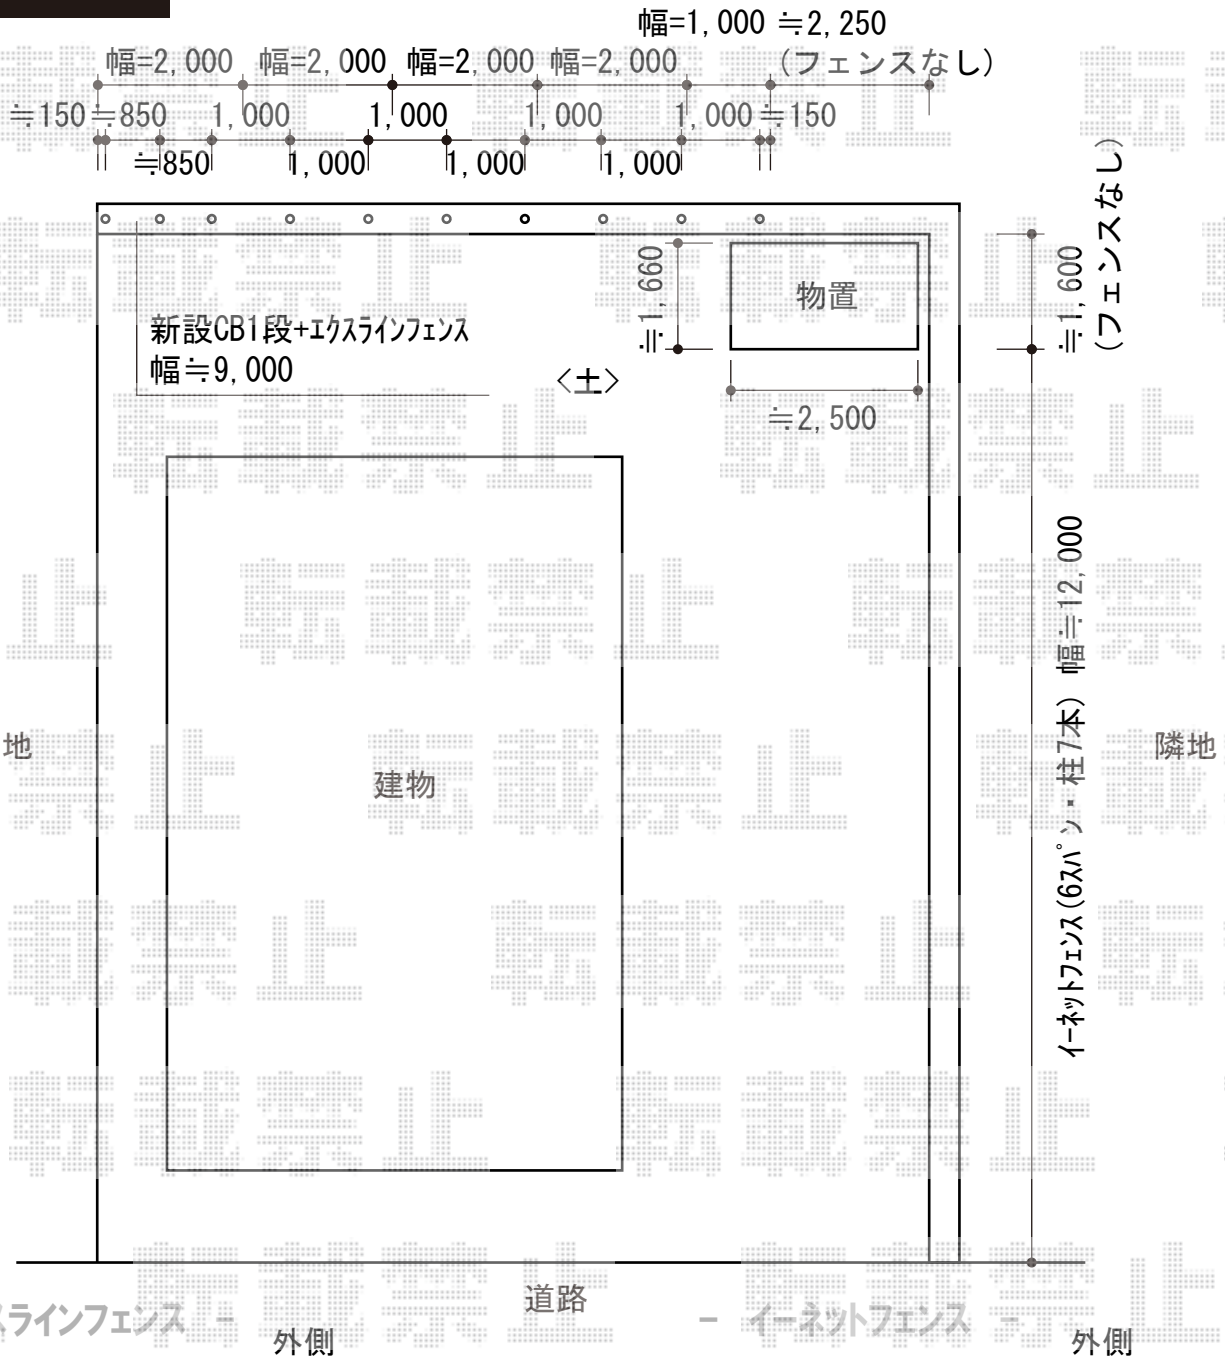 幅=1,000 ≒2,250
幅=2,000 幅=2,000 幅=2,000 幅=2,000 (フェンスなし)
≒150 ≒850 1,000 1,000 1,000 1,000 ≒150
≒850 1,000 1,000 1,000
≒1,660
物置
≒1,600
(フェンスなし)
新設CB1段+エクスラインフェンス
幅≒9,000
<土>
≒2,500
イーネットフェンス(6スパン・柱7本) 幅≒12,000
地
建物
隣地
道路
スラインフェンス -
- イーネットフェンス -
外側
外側
転載禁止